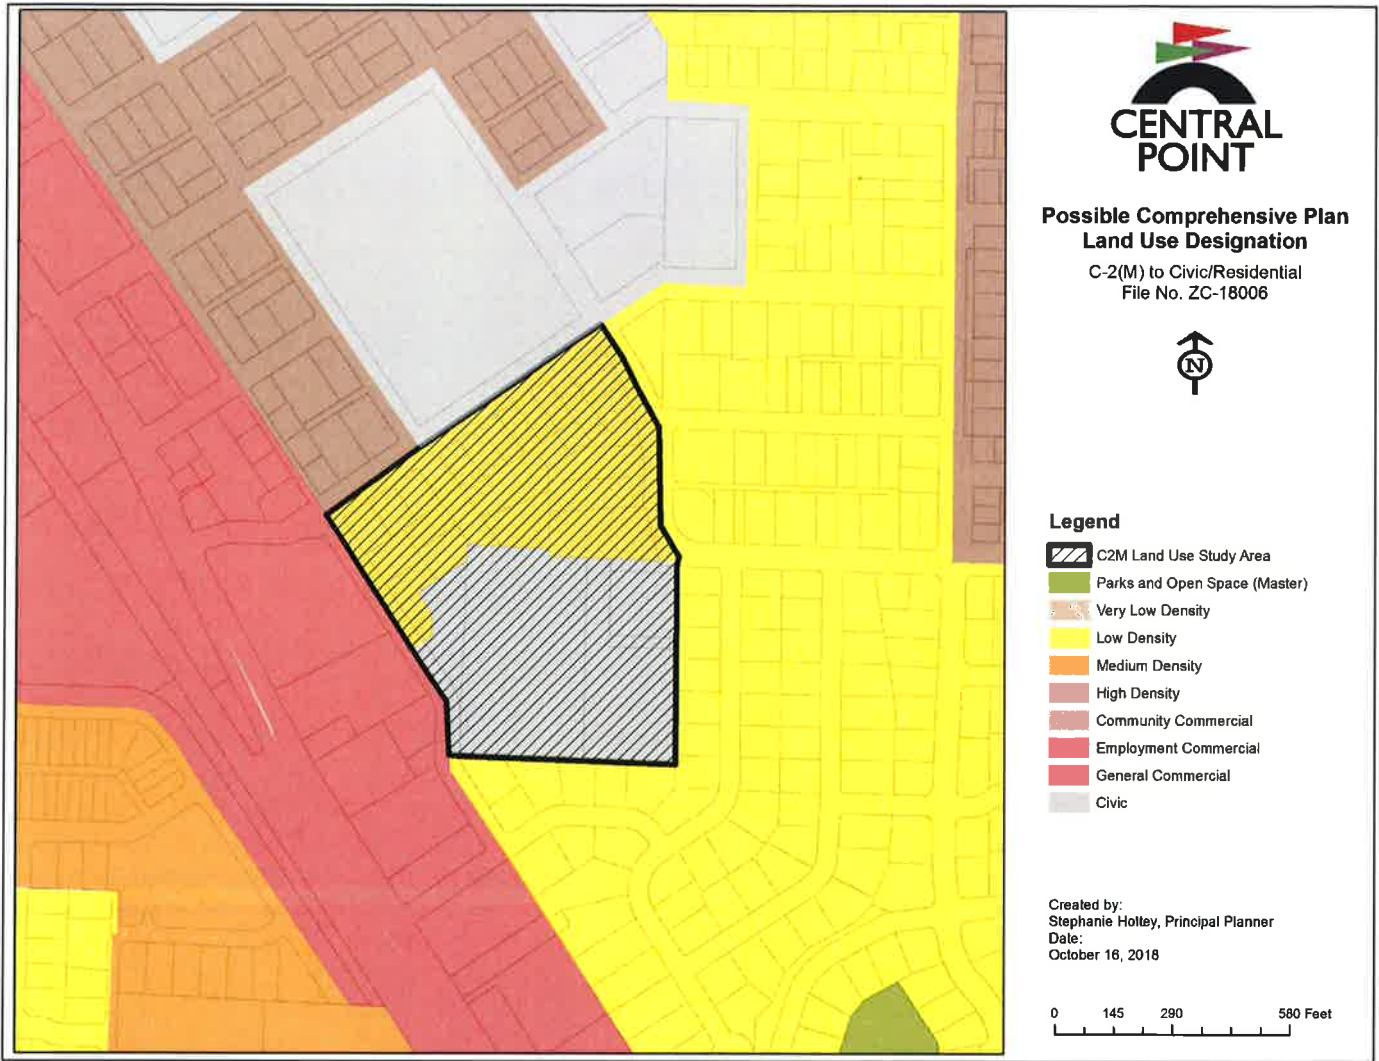 CENTRAL
POINT
Possible Comprehensive Plan
Land Use Designation
C-2(M) to Civic/Residential
File No. ZC-18006
N
Legend
C2M Land Use Study Area
Parks and Open Space (Master)
Very Low Density
Low Density
Medium Density
High Density
Community Commercial
Employment Commercial
General Commercial
Civic
Created by:
Stephanie Holtey, Principal Planner
Date:
October 16, 2018
0 145 290 580 Feet